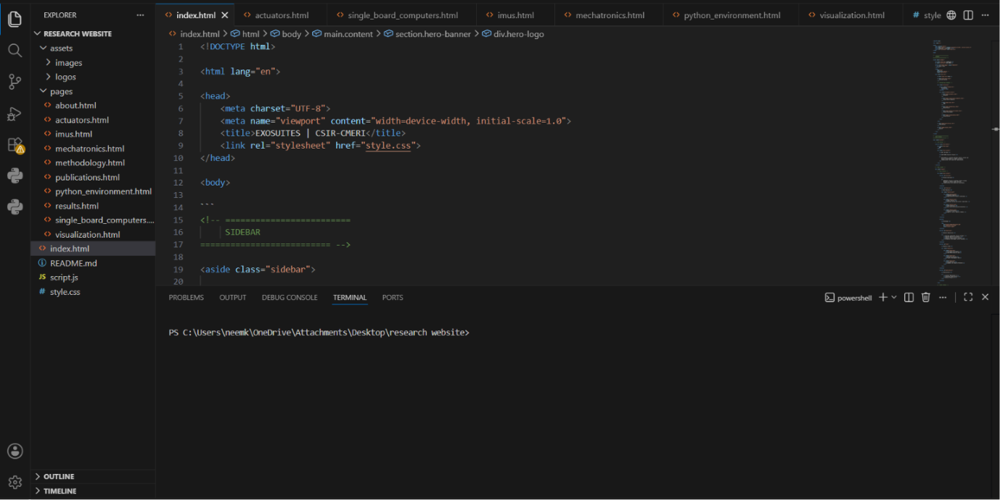 EXPLORER
RESEARCH WEBSITE
assets
images
logos
pages
about.html
actuators.html
imus.html
mechatronics.html
methodology.html
publications.html
python_environment.html
results.html
single_board_computers....
visualization.html
index.html
README.md
JS script.js
# style.css
OUTLINE
TIMELINE
index.html actuators.html single_board_computers.html imus.html mechatronics.html python_environment.html visualization.html # style
index.html > html > body > main.content > section.hero-banner > div.hero-logo
1 <!DOCTYPE html>
2
3 <html lang="en">
4
5 <head>
6     <meta charset="UTF-8">
7     <meta name="viewport" content="width=device-width, initial-scale=1.0">
8     <title>EXOSUITES | CSIR-CMERI</title>
9     <link rel="stylesheet" href="style.css">
10 </head>
11
12 <body>
13
14 ```
15 <!-- =========================
16      SIDEBAR
17 ========================== -->
18
19 <aside class="sidebar">
20
PROBLEMS OUTPUT DEBUG CONSOLE TERMINAL PORTS powershell
PS C:\Users\neemk\OneDrive\Attachments\Desktop\research website>